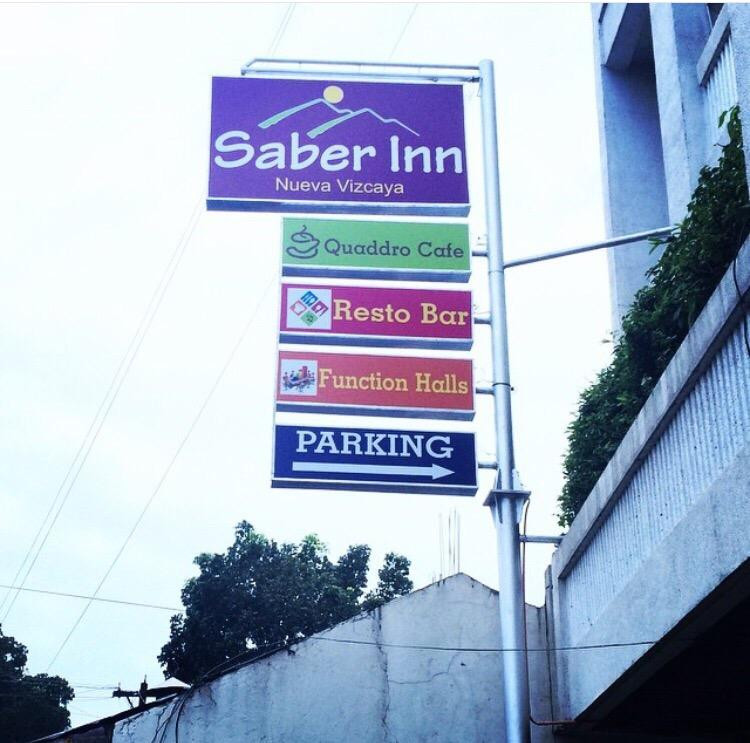 Saber Inn
Nueva Vizcaya
Quaddro Cafe
Resto Bar
Function Halls
PARKING